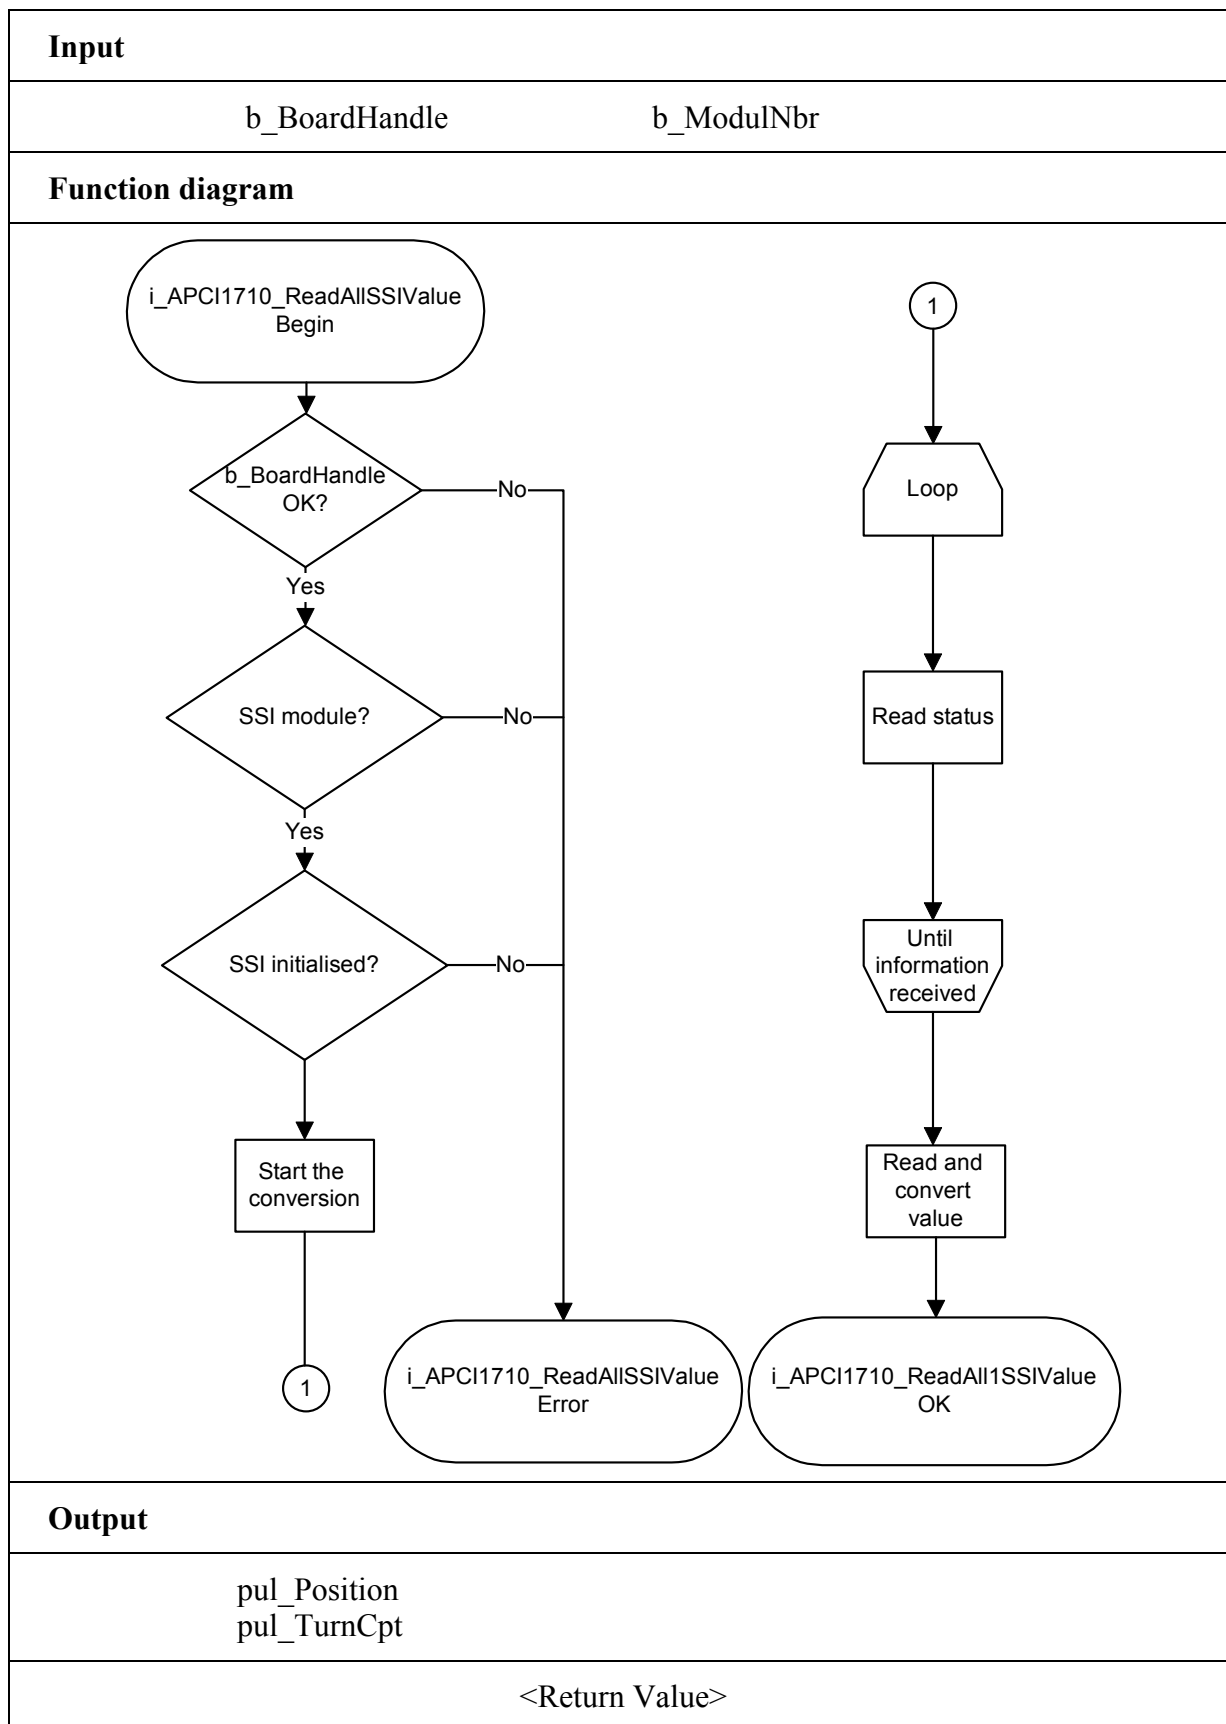 Input
b_BoardHandle b_ModulNbr
Function diagram
i_APCI1710_ReadAllSSIValue
Begin
b_BoardHandle
OK?
No
Yes
SSI module?
No
Yes
SSI initialised?
No
Start the
conversion
1
i_APCI1710_ReadAllSSIValue
Error
1
Loop
Read status
Until
information
received
Read and
convert
value
i_APCI1710_ReadAll1SSIValue
OK
Output
pul_Position
pul_TurnCpt
<Return Value>